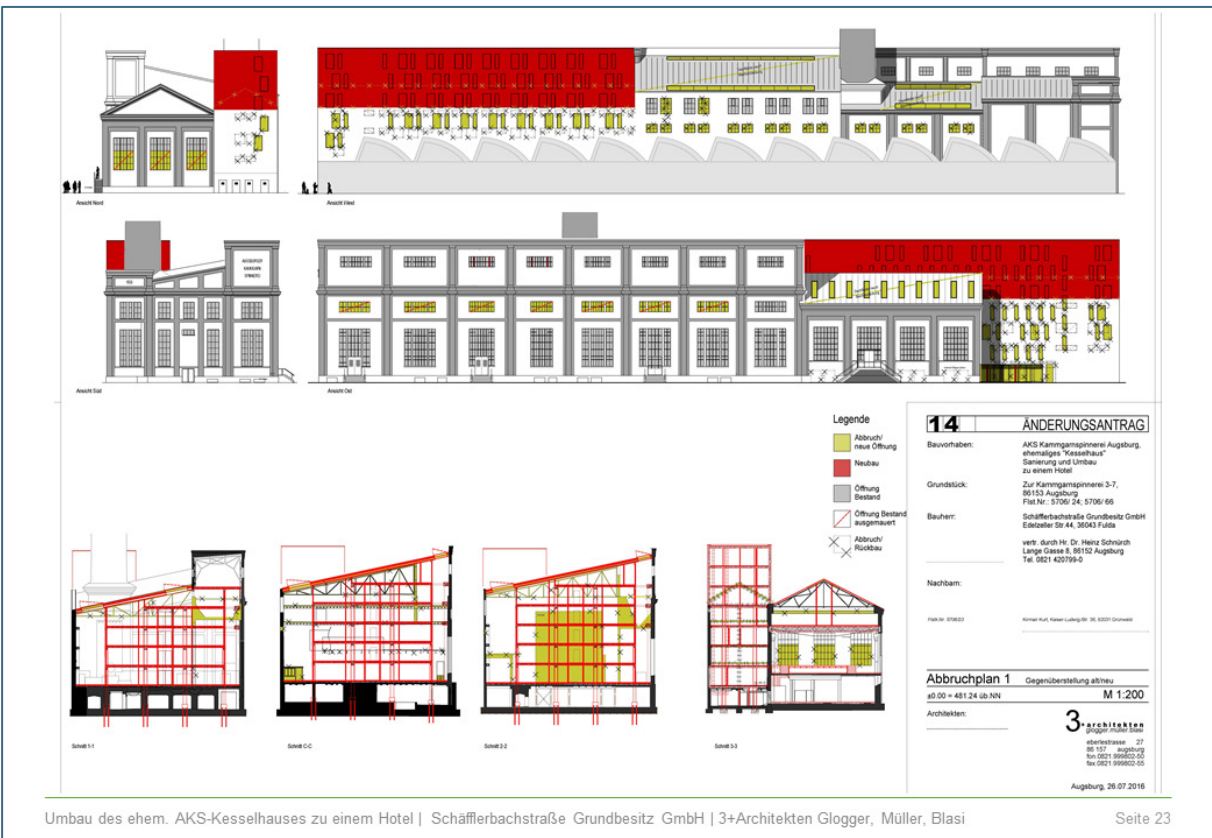 Ansicht Nord
Ansicht West
AUGSBURGER
KAMMGARN
SPINNEREI
Ansicht Süd
Ansicht Ost
Legende
Abbruch/
neue Öffnung
Neubau
Öffnung
Bestand
Öffnung Bestand
ausgemauert
Abbruch/
Rückbau
14 ÄNDERUNGSANTRAG
Bauvorhaben: AKS Kammgarnspinnerei Augsburg,
ehemaliges "Kesselhaus"
Sanierung und Umbau
zu einem Hotel
Grundstück: Zur Kammgarnspinnerei 3-7,
86153 Augsburg
Flst.Nr.: 5706/ 24; 5706/ 66
Bauherr: Schäfflerbachstraße Grundbesitz GmbH
Edelzeller Str.44, 36043 Fulda
vertr. durch Hr. Dr. Heinz Schnürch
Lange Gasse 8, 86152 Augsburg
Tel. 0821 420799-0
Nachbarn:
Abbruchplan 1 Gegenüberstellung alt/neu
±0.00 = 481.24 üb.NN M 1:200
Architekten: 3+architekten
glogger.müller.blasi
eberlestrasse 27
86 157 augsburg
fon 0821.999802-50
fax 0821.999802-55
Augsburg, 26.07.2016
Schnitt 1-1
Schnitt C-C
Schnitt 2-2
Schnitt 3-3
Umbau des ehem. AKS-Kesselhauses zu einem Hotel | Schäfflerbachstraße Grundbesitz GmbH | 3+Architekten Glogger, Müller, Blasi Seite 23